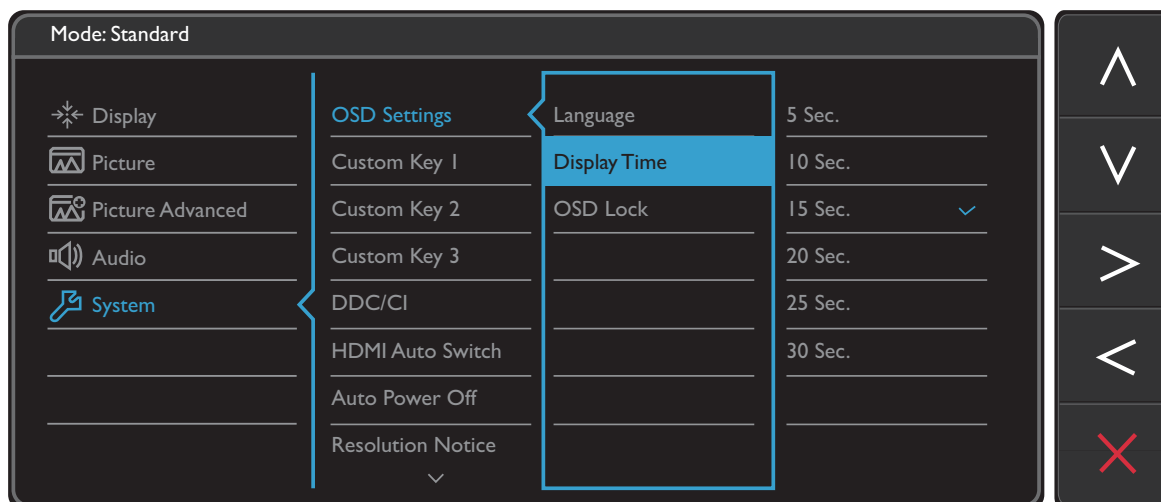 Mode: Standard
Display
Picture
Picture Advanced
Audio
System
OSD Settings
Custom Key 1
Custom Key 2
Custom Key 3
DDC/CI
HDMI Auto Switch
Auto Power Off
Resolution Notice
Language
Display Time
OSD Lock
5 Sec.
10 Sec.
15 Sec.
20 Sec.
25 Sec.
30 Sec.